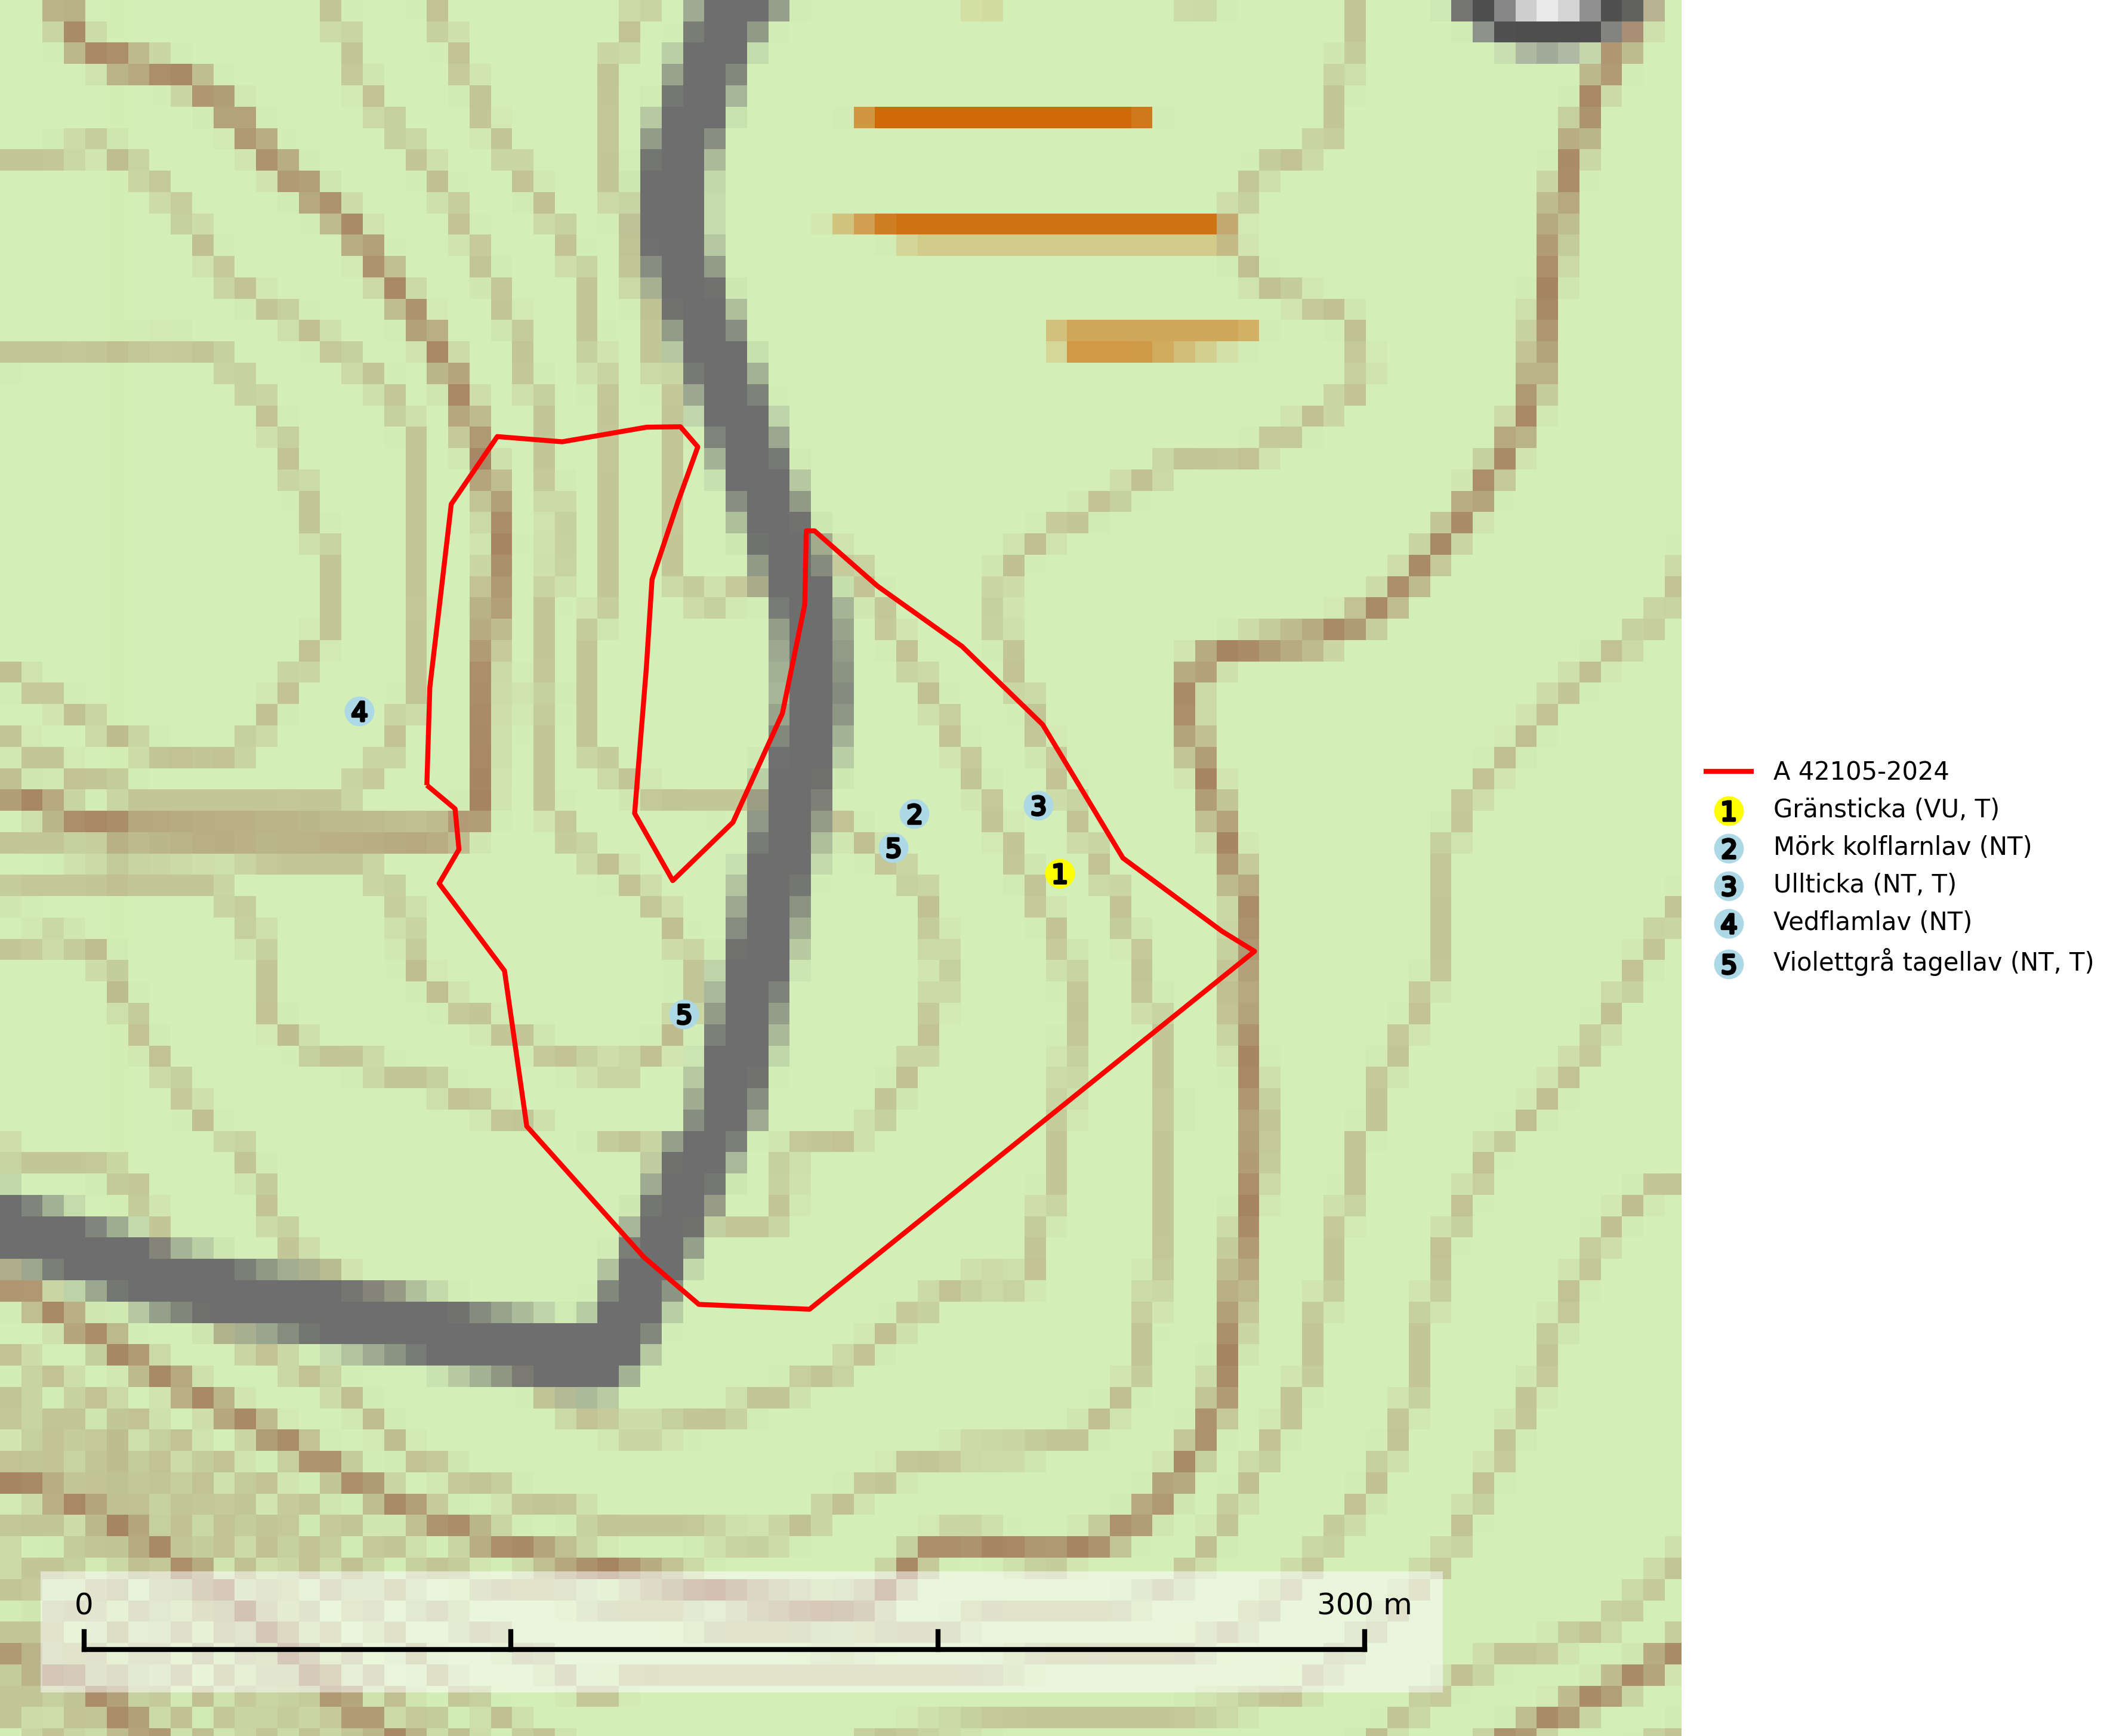 4
2
3
5
1
5
A 42105-2024
1 Gränsticka (VU, T)
2 Mörk kolflarnlav (NT)
3 Ullticka (NT, T)
4 Vedflamlav (NT)
5 Violettgrå tagellav (NT, T)
0 300 m